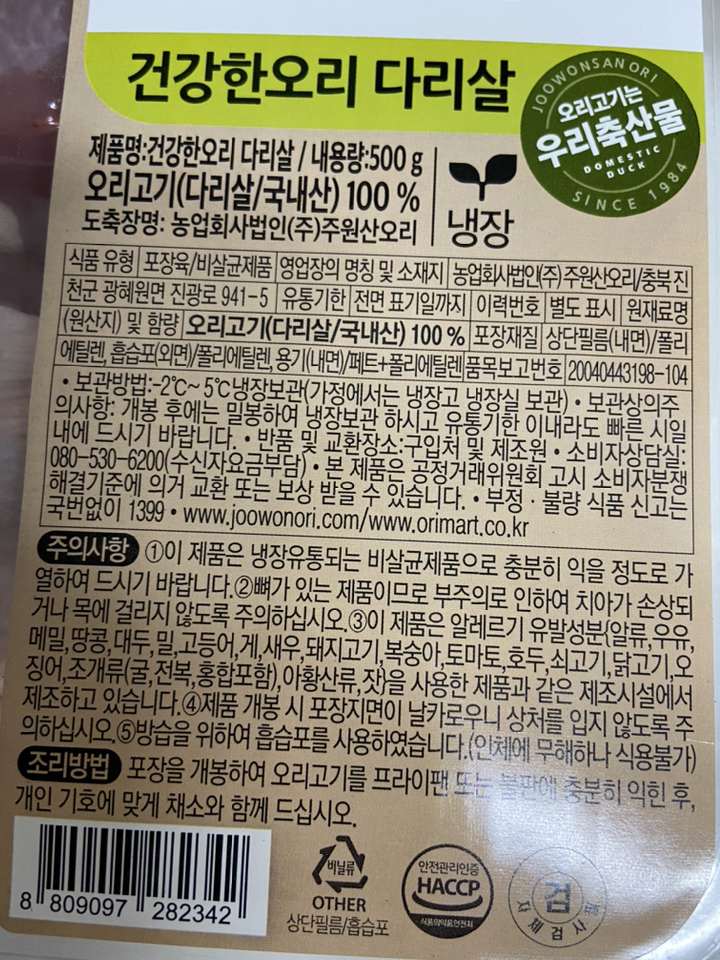 건강한오리 다리살
JOOWONSAN ORI
오리고기는
우리축산물
DOMESTIC
DUCK
SINCE 1984
제품명:건강한오리 다리살 / 내용량:500 g
오리고기(다리살/국내산) 100 %
도축장명: 농업회사법인(주)주원산오리
냉장
식품 유형 포장육/비살균제품 영업장의 명칭 및 소재지 농업회사법인(주)주원산오리/충북 진
천군 광혜원면 진광로 941-5 유통기한 전면 표기일까지 이력번호 별도 표시 원재료명
(원산지) 및 함량 오리고기(다리살/국내산) 100 % 포장재질 상단필름(내면)/폴리
에틸렌, 흡습포(외면)/폴리에틸렌, 용기(내면)/페트+폴리에틸렌 품목보고번호 20040443198-104
• 보관방법:-2℃~ 5℃냉장보관(가정에서는 냉장고 냉장실 보관) • 보관상의주
의사항: 개봉 후에는 밀봉하여 냉장보관 하시고 유통기한 이내라도 빠른 시일
내에 드시기 바랍니다. • 반품 및 교환장소:구입처 및 제조원 • 소비자상담실:
080-530-6200(수신자요금부담) • 본 제품은 공정거래위원회 고시 소비자분쟁
해결기준에 의거 교환 또는 보상 받을 수 있습니다. • 부정 · 불량 식품 신고는
국번없이 1399 • www.joowonori.com/www.orimart.co.kr
주의사항 ①이 제품은 냉장유통되는 비살균제품으로 충분히 익을 정도로 가
열하여 드시기 바랍니다.②뼈가 있는 제품이므로 부주의로 인하여 치아가 손상되
거나 목에 걸리지 않도록 주의하십시오.③이 제품은 알레르기 유발성분{알류,우유,
메밀,땅콩,대두,밀,고등어,게,새우,돼지고기,복숭아,토마토,호두,쇠고기,닭고기,오
징어,조개류(굴,전복,홍합포함),아황산류,잣}을 사용한 제품과 같은 제조시설에서
제조하고 있습니다.④제품 개봉 시 포장지면이 날카로우니 상처를 입지 않도록 주
의하십시오.⑤방습을 위하여 흡습포를 사용하였습니다.(인체에 무해하나 식용불가)
조리방법 포장을 개봉하여 오리고기를 프라이팬 또는 불판에 충분히 익힌 후,
개인 기호에 맞게 채소와 함께 드십시오.
8 809097 282342
비닐류
OTHER
상단필름/흡습포
안전관리인증
HACCP
식품의약품안전처
검
자체검사필